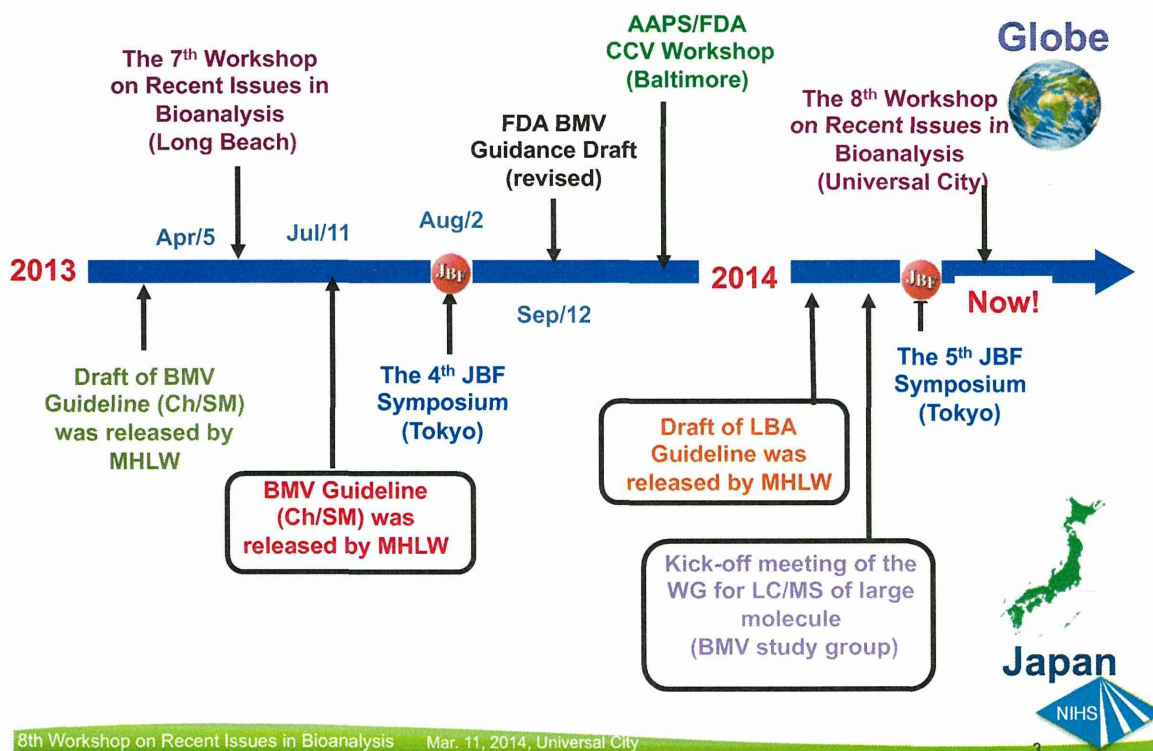 AAPS/FDA
CCV Workshop
(Baltimore)
Globe
The 7th Workshop
on Recent Issues in
Bioanalysis
(Long Beach)
FDA BMV
Guidance Draft
(revised)
The 8th Workshop
on Recent Issues in
Bioanalysis
(Universal City)
Apr/5
Jul/11
Aug/2
2013
JBF
2014
JBF
Sep/12
Now!
Draft of BMV
Guideline (Ch/SM)
was released by
MHLW
The 4th JBF
Symposium
(Tokyo)
The 5th JBF
Symposium
(Tokyo)
BMV Guideline
(Ch/SM) was
released by MHLW
Draft of LBA
Guideline was
released by MHLW
Kick-off meeting of the
WG for LC/MS of large
molecule
(BMV study group)
Japan
NIHS
8th Workshop on Recent Issues in Bioanalysis Mar. 11, 2014, Universal City